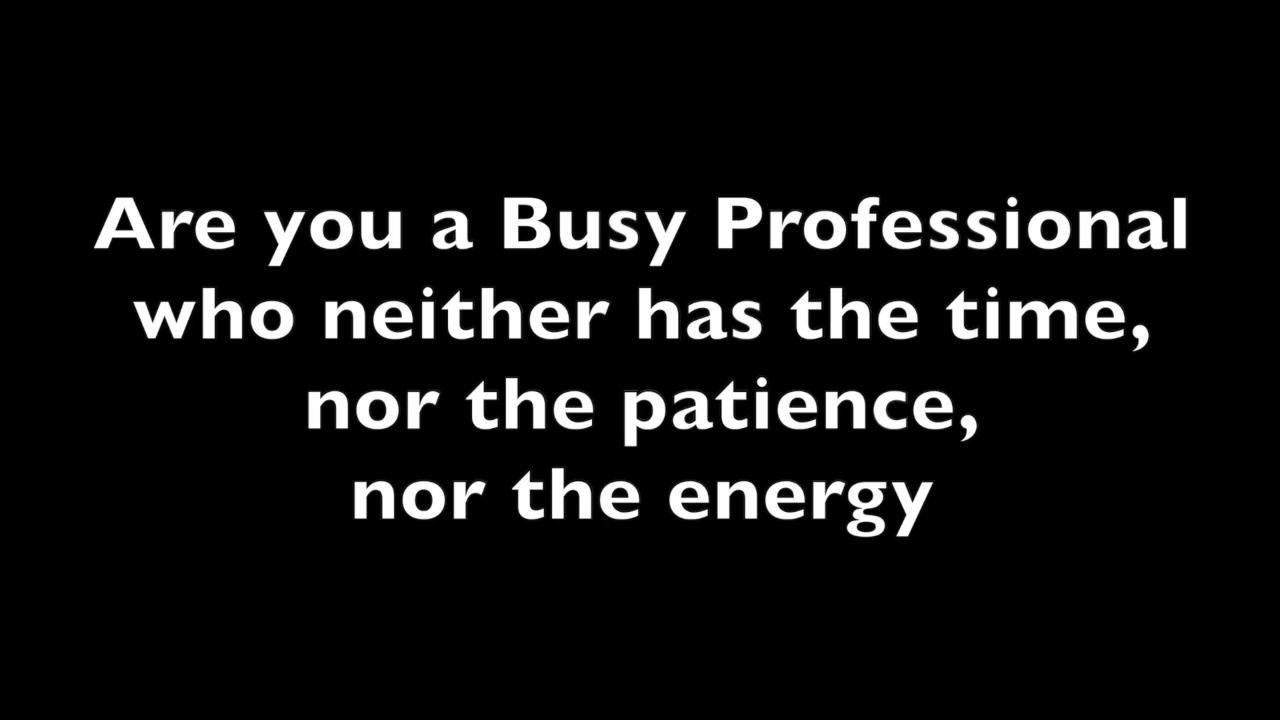 Are you a Busy Professional
who neither has the time,
nor the patience,
nor the energy